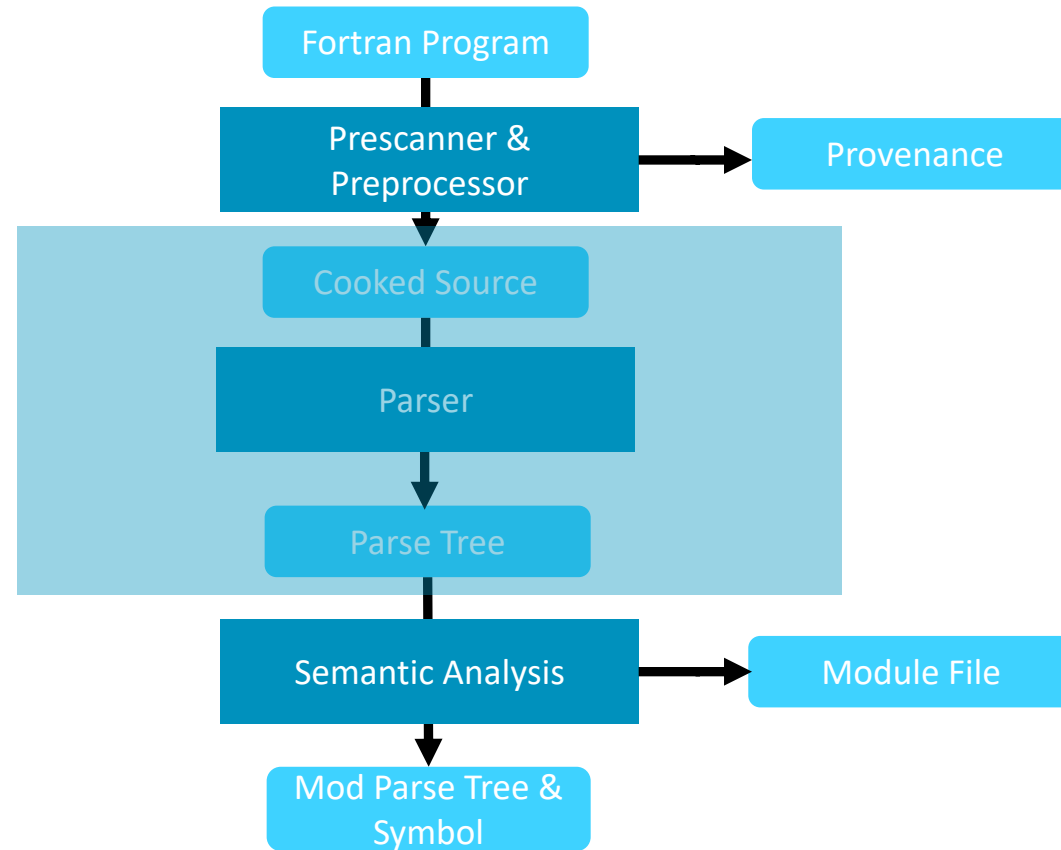 Fortran Program
Prescanner &
Preprocessor
Provenance
Cooked Source
Parser
Parse Tree
Semantic Analysis
Module File
Mod Parse Tree &
Symbol